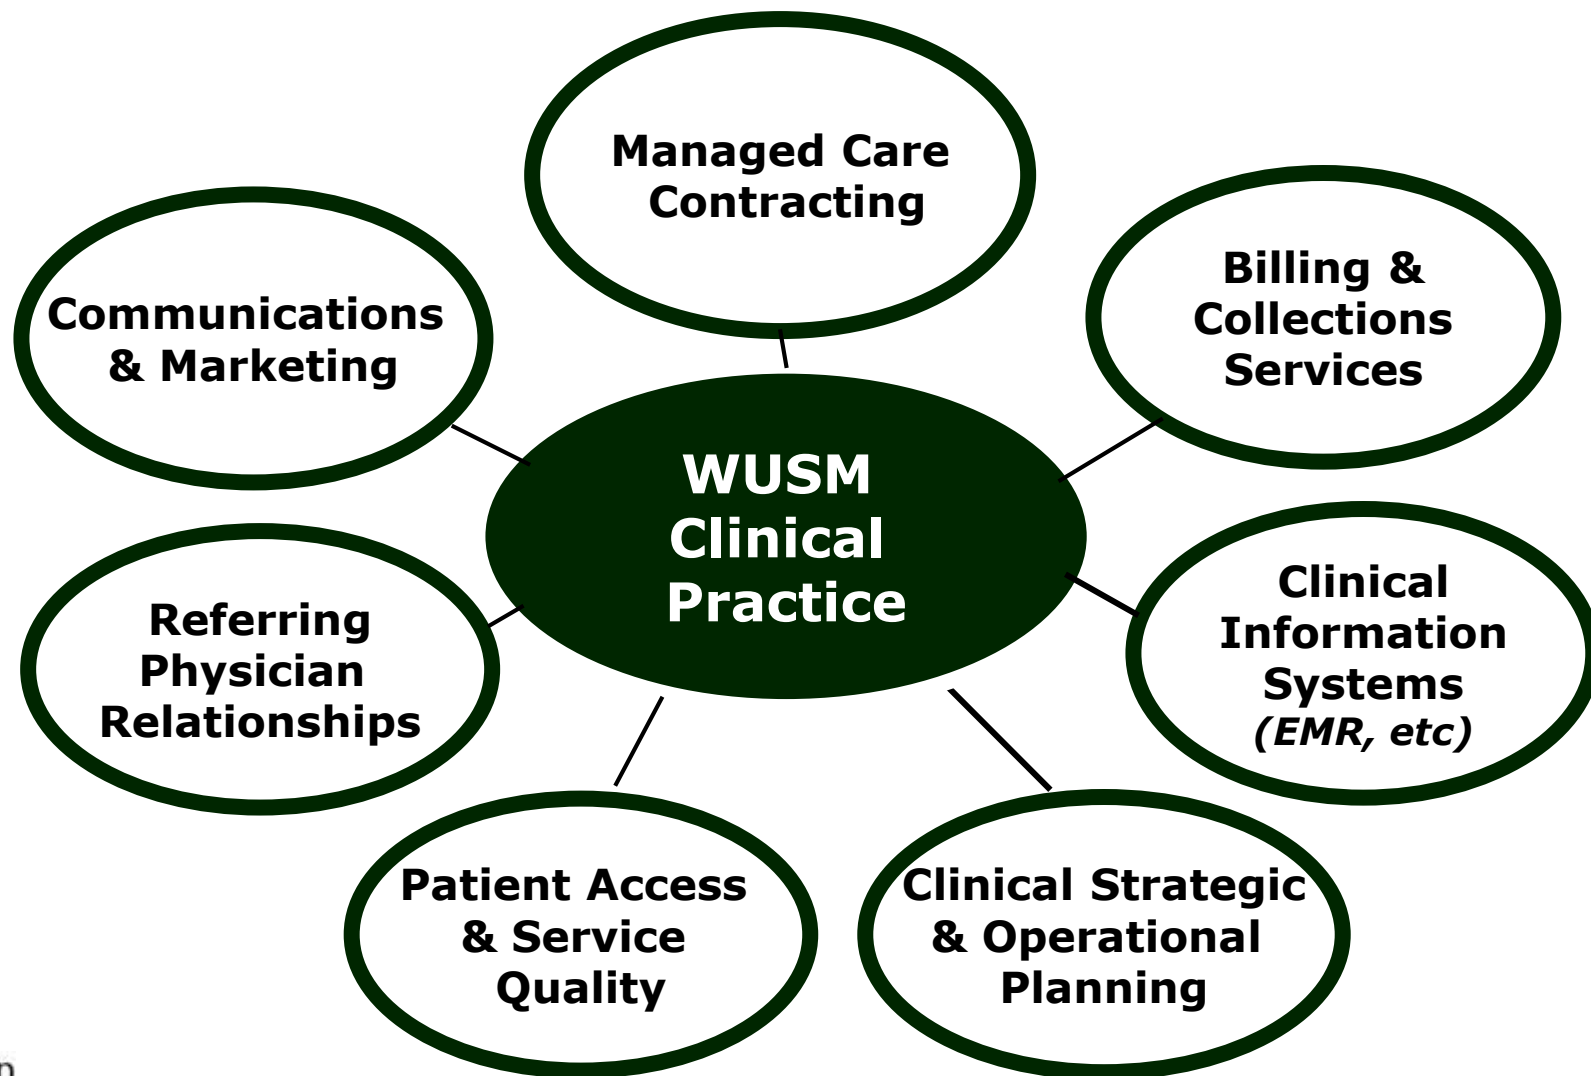 Managed Care
Contracting
Communications
& Marketing
Billing &
Collections
Services
WUSM
Clinical
Practice
Referring
Physician
Relationships
Clinical
Information
Systems
(EMR, etc)
Patient Access
& Service
Quality
Clinical Strategic
& Operational
Planning